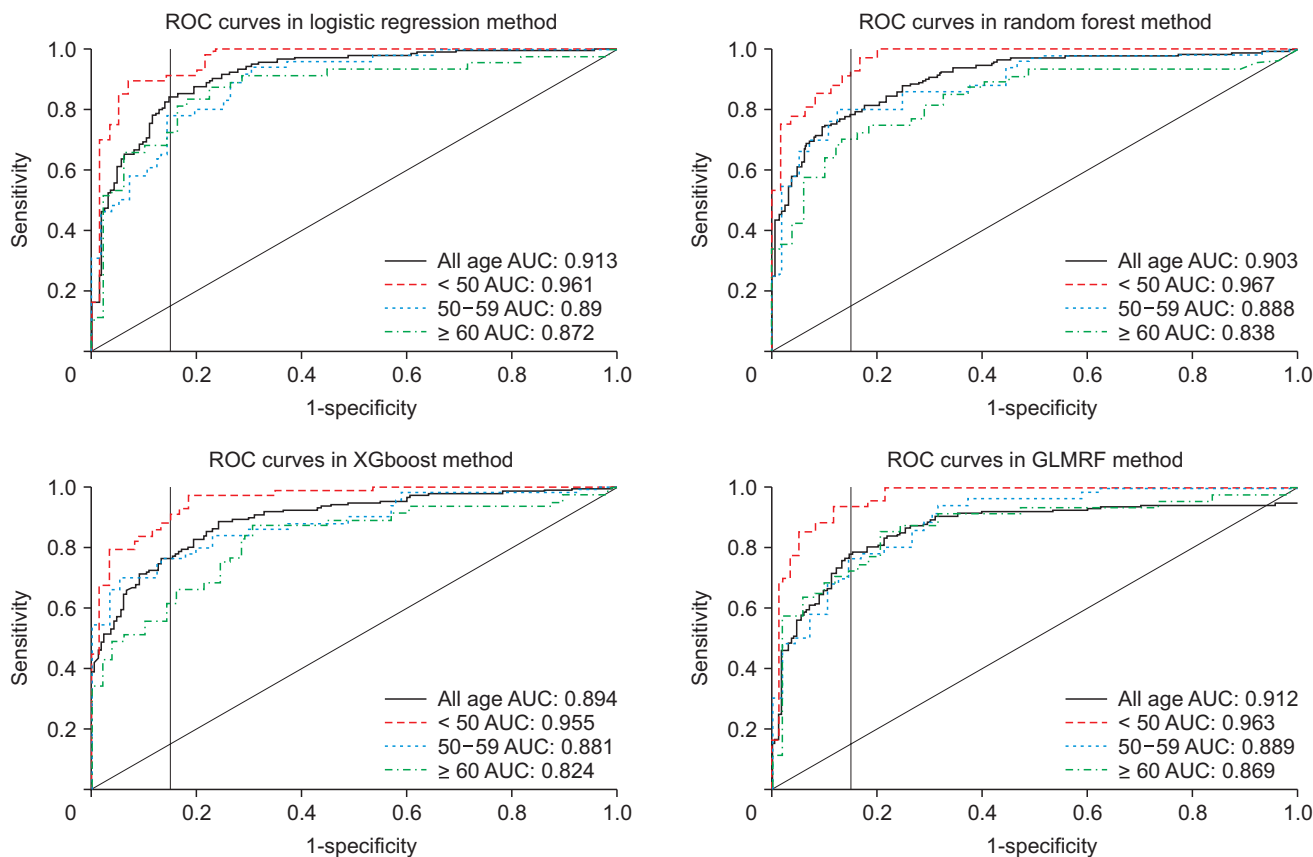 ROC curves in logistic regression method
1.0
0.8
0.6
0.4
0.2
Sensitivity
All age AUC: 0.913
< 50 AUC: 0.961
50−59 AUC: 0.89
≥ 60 AUC: 0.872
0 0.2 0.4 0.6 0.8 1.0
1-specificity
ROC curves in random forest method
1.0
0.8
0.6
0.4
0.2
Sensitivity
All age AUC: 0.903
< 50 AUC: 0.967
50−59 AUC: 0.888
≥ 60 AUC: 0.838
0 0.2 0.4 0.6 0.8 1.0
1-specificity
ROC curves in XGboost method
1.0
0.8
0.6
0.4
0.2
Sensitivity
All age AUC: 0.894
< 50 AUC: 0.955
50−59 AUC: 0.881
≥ 60 AUC: 0.824
0 0.2 0.4 0.6 0.8 1.0
1-specificity
ROC curves in GLMRF method
1.0
0.8
0.6
0.4
0.2
Sensitivity
All age AUC: 0.912
< 50 AUC: 0.963
50−59 AUC: 0.889
≥ 60 AUC: 0.869
0 0.2 0.4 0.6 0.8 1.0
1-specificity